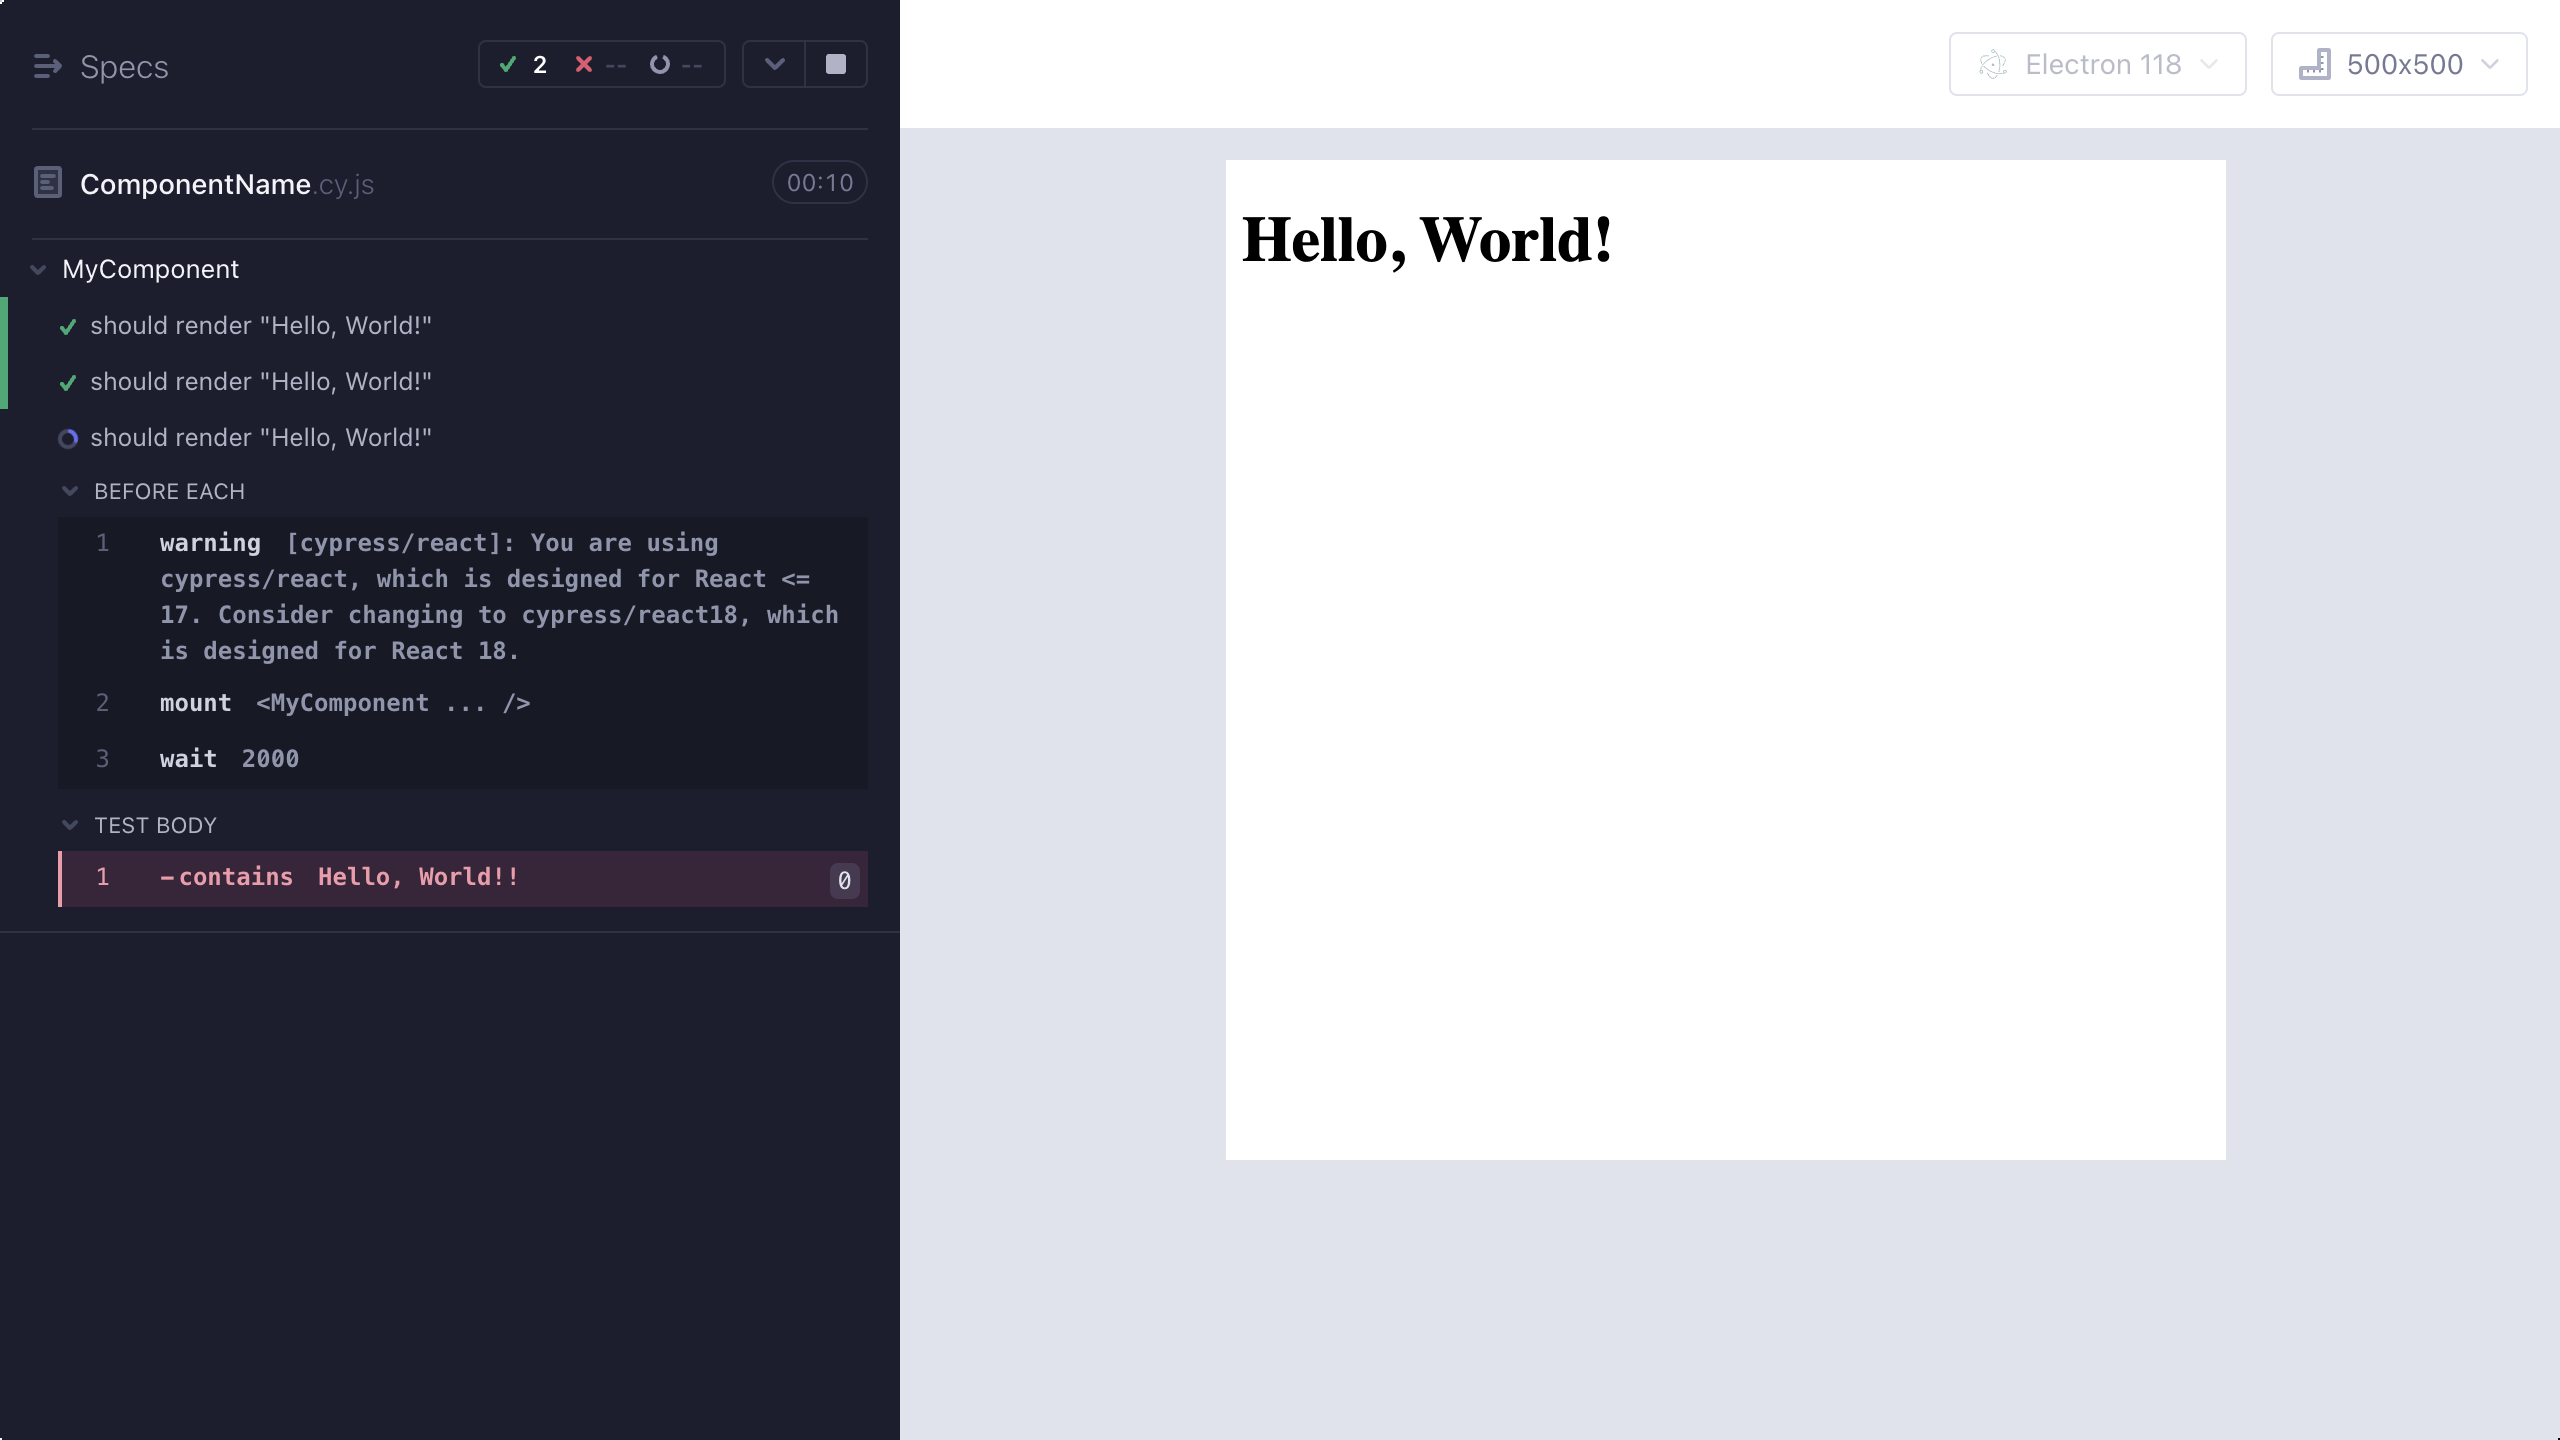 Specs
2
--
--
Electron 118
500x500
ComponentName.cy.js
00:10
MyComponent
should render "Hello, World!"
should render "Hello, World!"
should render "Hello, World!"
BEFORE EACH
1 warning [cypress/react]: You are using
cypress/react, which is designed for React <=
17. Consider changing to cypress/react18, which
is designed for React 18.
2 mount <MyComponent ... />
3 wait 2000
TEST BODY
1 -contains Hello, World!! 0
Hello, World!